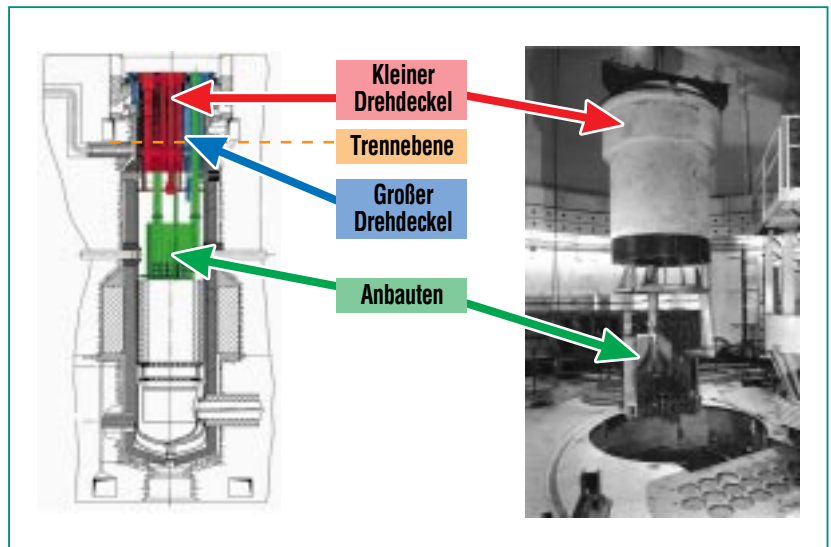 Kleiner
Drehdeckel
Trennebene
Großer
Drehdeckel
Anbauten